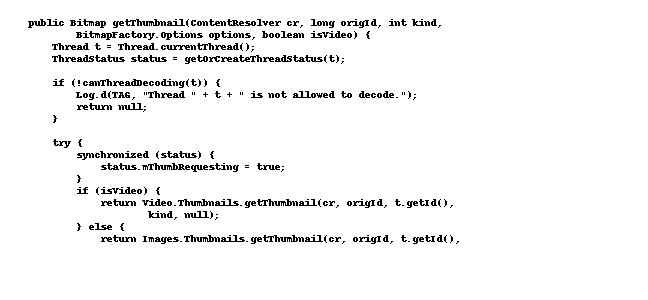 public Bitmap getThumbnail(ContentResolver cr, long origId, int kind,
BitmapFactory.Options options, boolean isVideo) {
Thread t = Thread.currentThread();
ThreadStatus status = getOrCreateThreadStatus(t);
if (!canThreadDecoding(t)) {
Log.d(TAG, "Thread " + t + " is not allowed to decode.");
return null;
}
try {
synchronized (status) {
status.mThumbRequesting = true;
}
if (isVideo) {
return Video.Thumbnails.getThumbnail(cr, origId, t.getId(),
kind, null);
} else {
return Images.Thumbnails.getThumbnail(cr, origId, t.getId(),